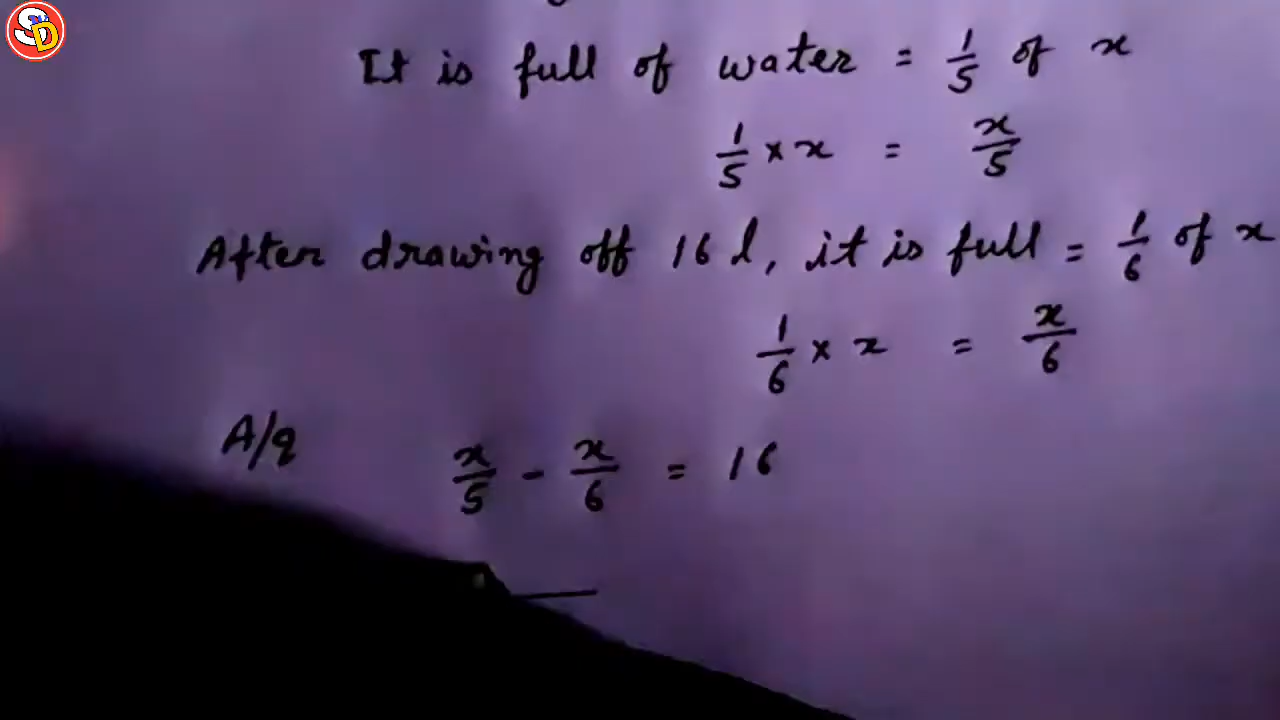 SD
It is full of water = 1/5 of x
1/5 × x = x/5
After drawing off 16 l, it is full = 1/6 of x
1/6 × x = x/6
A/q x/5 - x/6 = 16